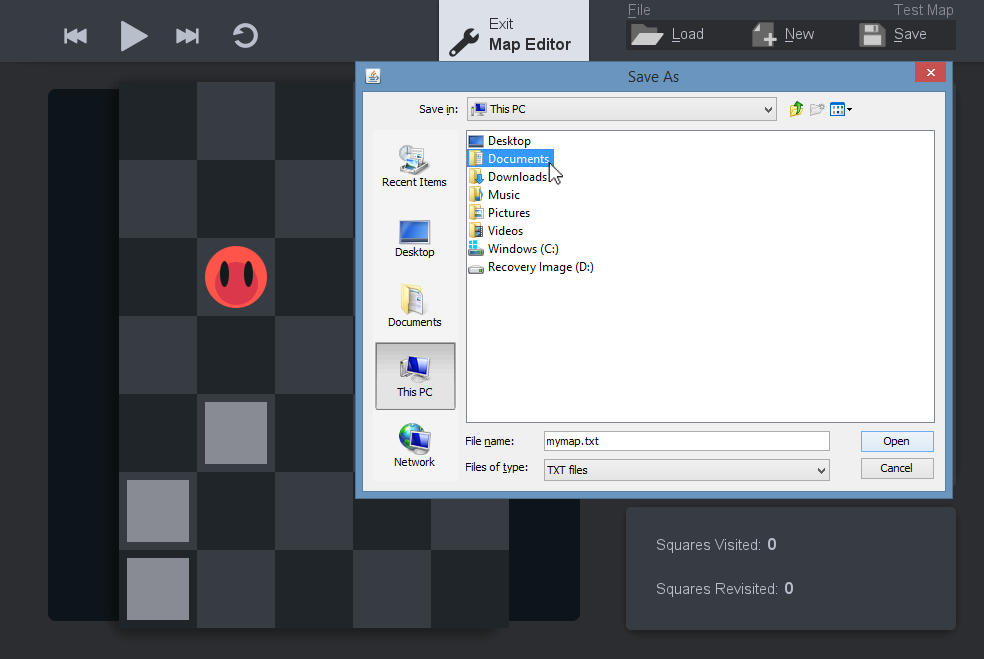 Exit
Map Editor
File
Test Map
Load
New
Save
Save As
Save in:
This PC
Recent Items
Desktop
Documents
This PC
Network
Desktop
Documents
Downloads
Music
Pictures
Videos
Windows (C:)
Recovery Image (D:)
File name:
mymap.txt
Open
Files of type:
TXT files
Cancel
Squares Visited: 0
Squares Revisited: 0